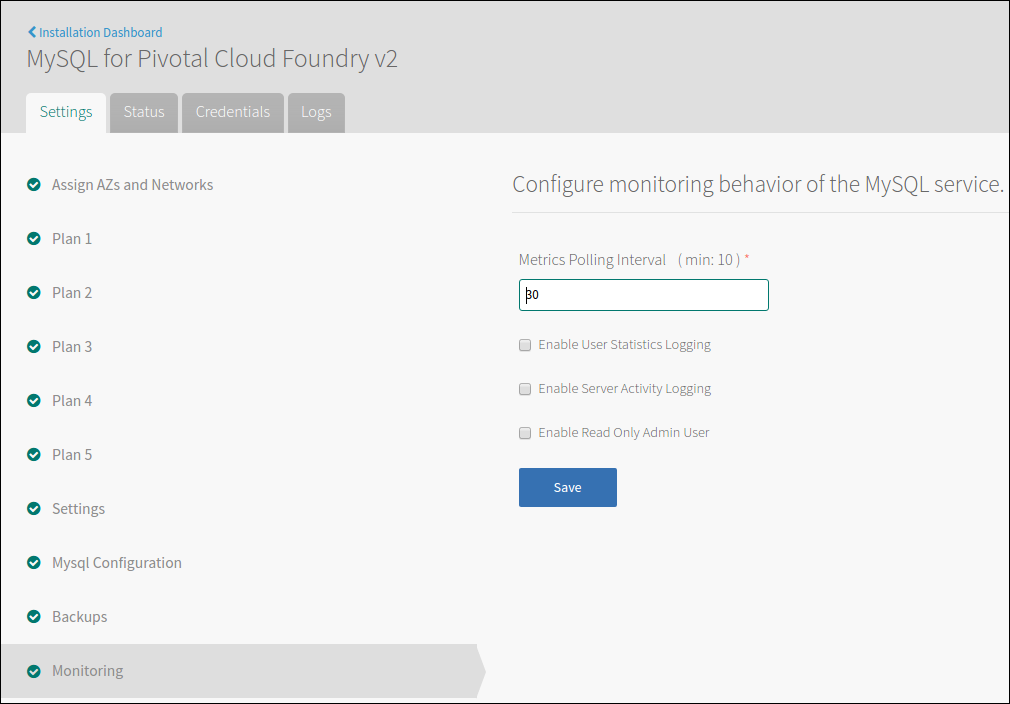 Installation Dashboard
MySQL for Pivotal Cloud Foundry v2
Settings Status Credentials Logs
Assign AZs and Networks
Plan 1
Plan 2
Plan 3
Plan 4
Plan 5
Settings
Mysql Configuration
Backups
Monitoring
Configure monitoring behavior of the MySQL service.
Metrics Polling Interval ( min: 10 ) *
30
Enable User Statistics Logging
Enable Server Activity Logging
Enable Read Only Admin User
Save